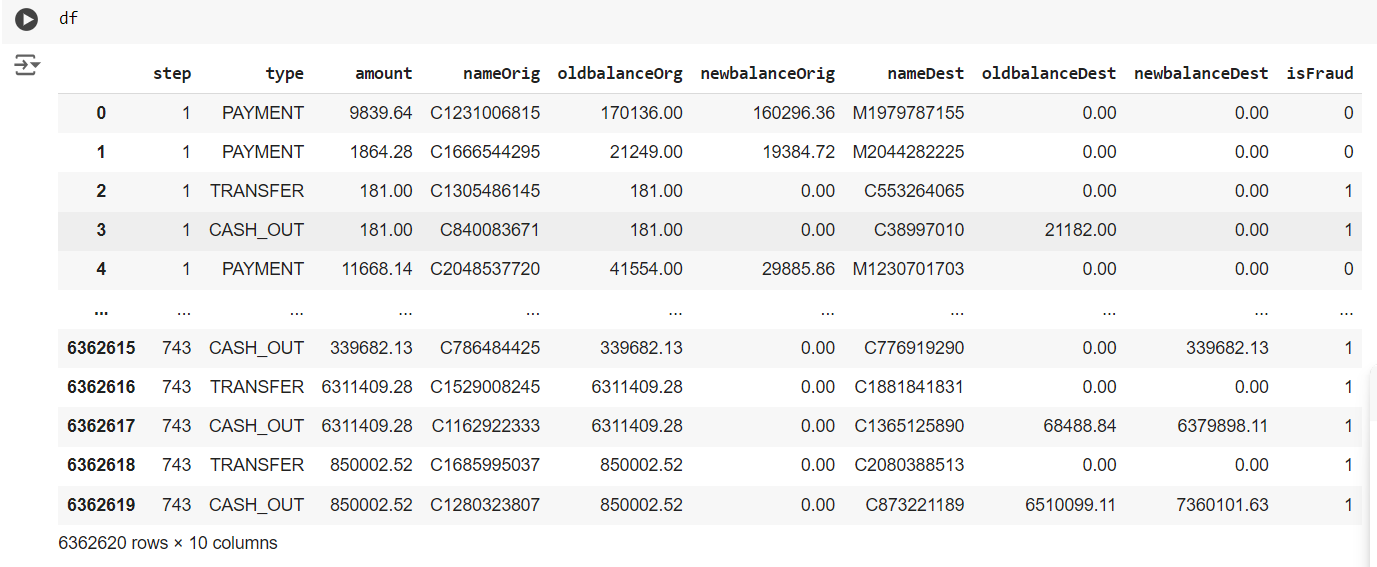 df
step type amount nameOrig oldbalanceOrg newbalanceOrig nameDest oldbalanceDest newbalanceDest isFraud
0 1 PAYMENT 9839.64 C1231006815 170136.00 160296.36 M1979787155 0.00 0.00 0
1 1 PAYMENT 1864.28 C1666544295 21249.00 19384.72 M2044282225 0.00 0.00 0
2 1 TRANSFER 181.00 C1305486145 181.00 0.00 C553264065 0.00 0.00 1
3 1 CASH_OUT 181.00 C840083671 181.00 0.00 C38997010 21182.00 0.00 1
4 1 PAYMENT 11668.14 C2048537720 41554.00 29885.86 M1230701703 0.00 0.00 0
... ... ... ... ... ... ... ... ... ... ...
6362615 743 CASH_OUT 339682.13 C786484425 339682.13 0.00 C776919290 0.00 339682.13 1
6362616 743 TRANSFER 6311409.28 C1529008245 6311409.28 0.00 C1881841831 0.00 0.00 1
6362617 743 CASH_OUT 6311409.28 C1162922333 6311409.28 0.00 C1365125890 68488.84 6379898.11 1
6362618 743 TRANSFER 850002.52 C1685995037 850002.52 0.00 C2080388513 0.00 0.00 1
6362619 743 CASH_OUT 850002.52 C1280323807 850002.52 0.00 C873221189 6510099.11 7360101.63 1
6362620 rows × 10 columns